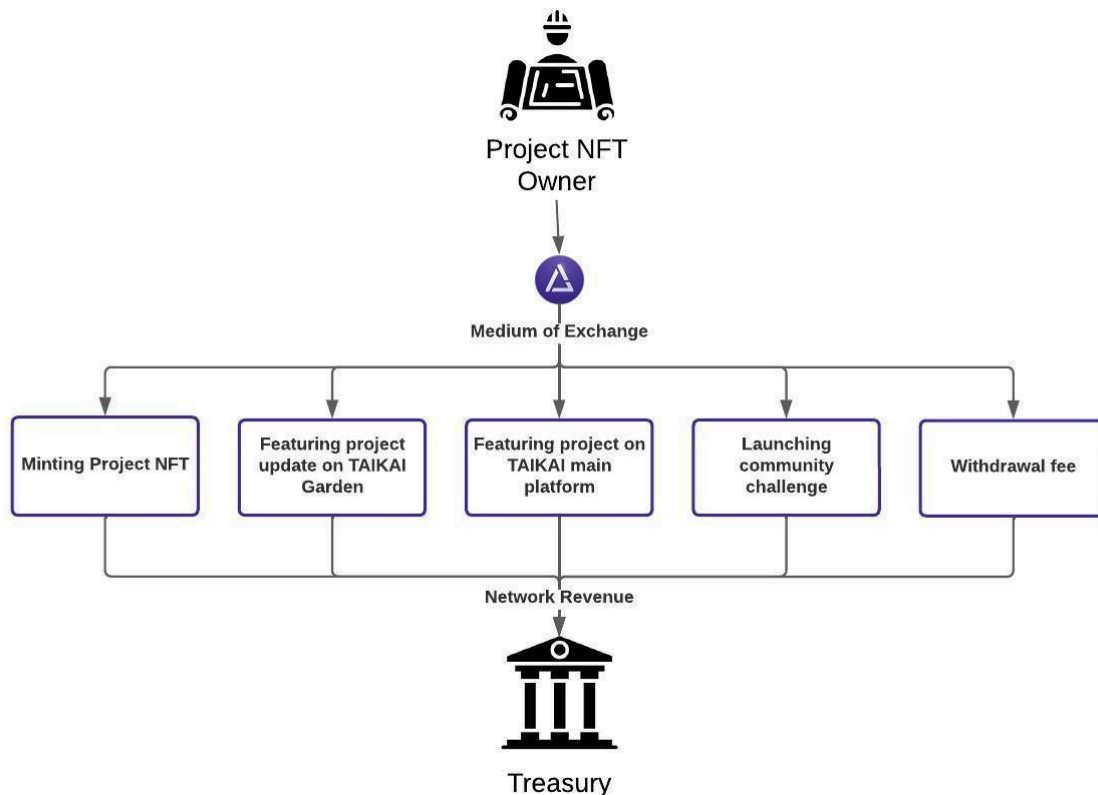 Project NFT
Owner
Medium of Exchange
Minting Project NFT
Featuring project
update on TAIKAI
Garden
Featuring project on
TAIKAI main
platform
Launching
community
challenge
Withdrawal fee
Network Revenue
Treasury